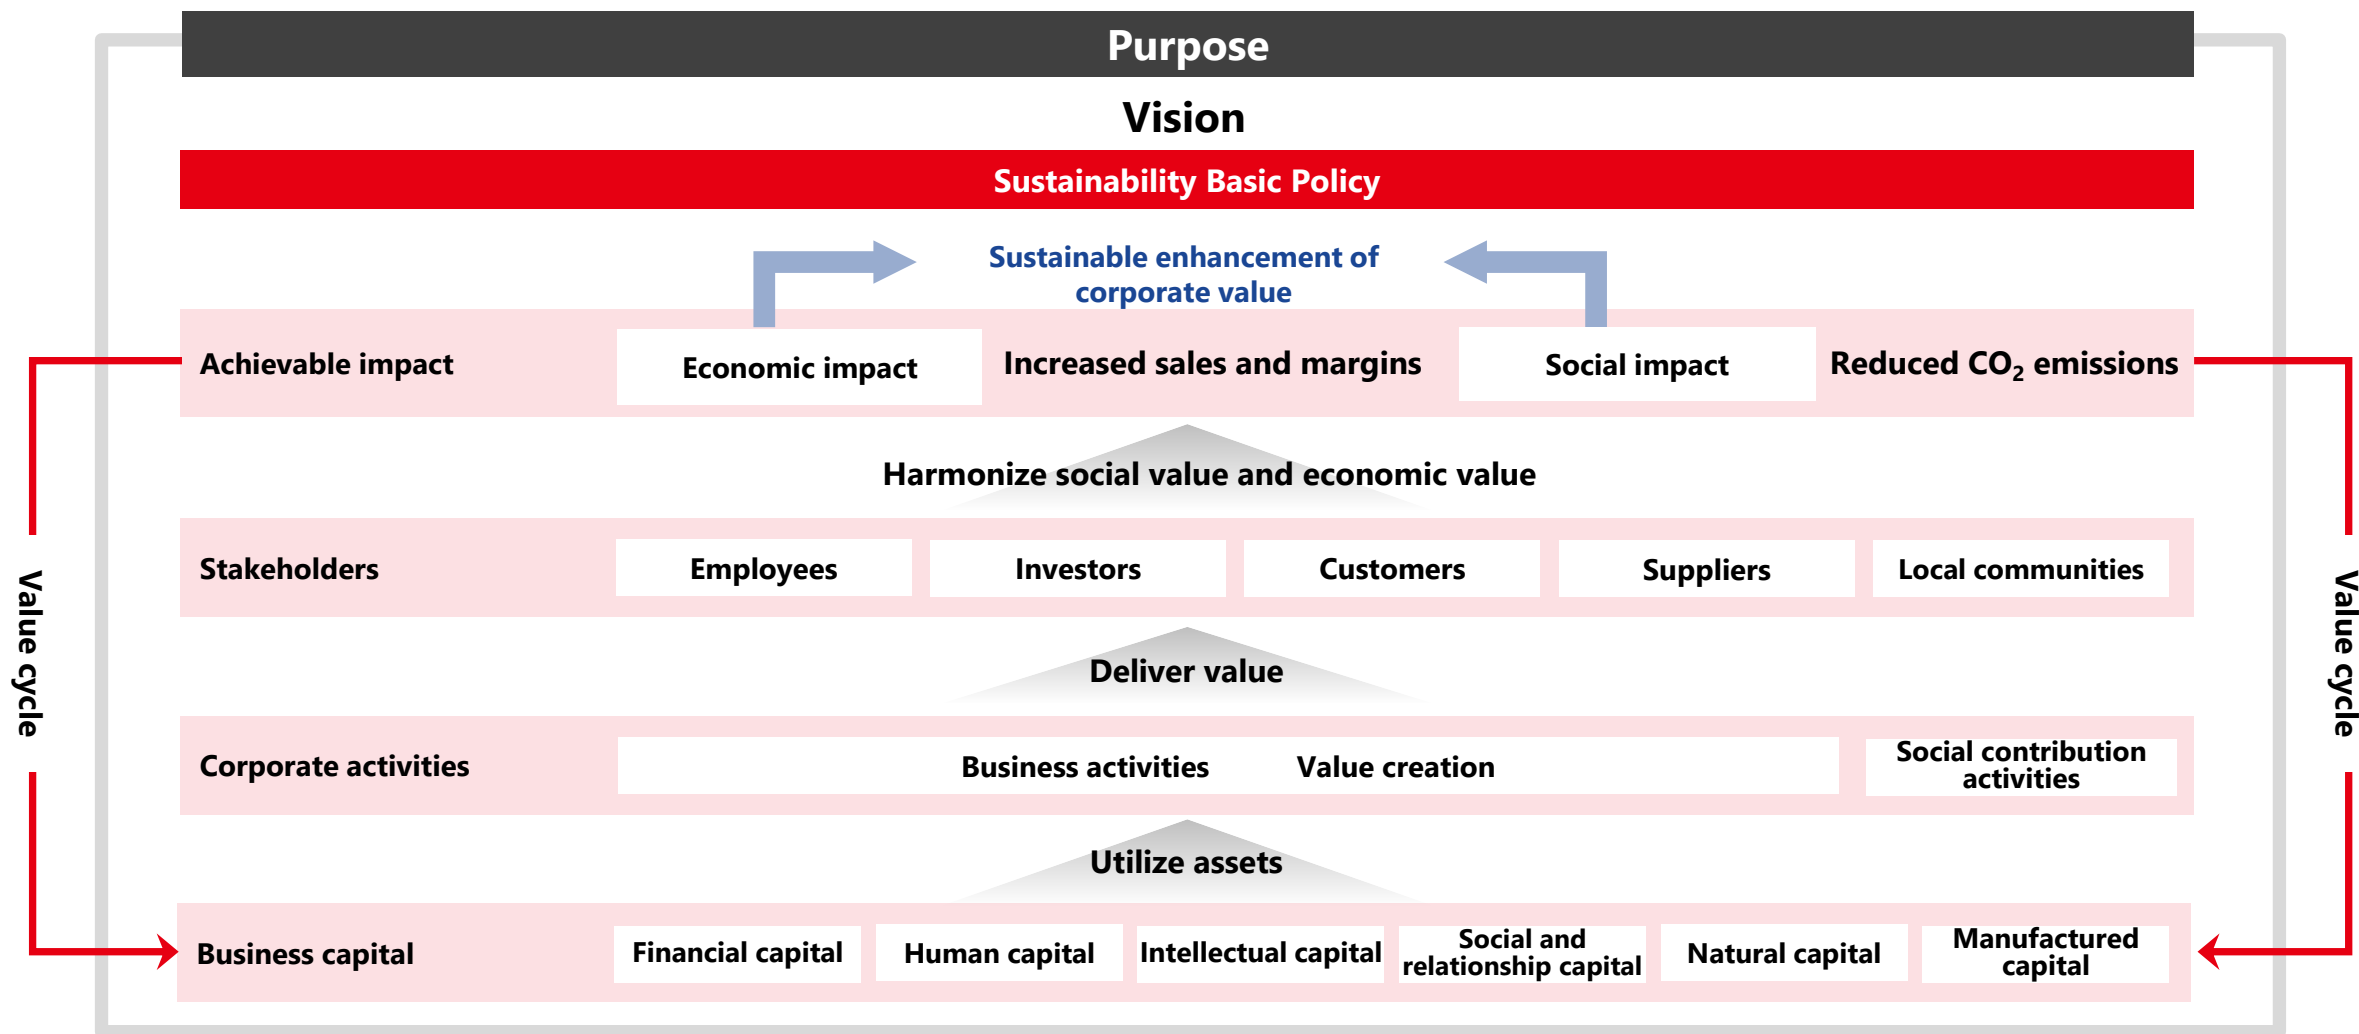 Purpose
Vision
Sustainability Basic Policy
Sustainable enhancement of
corporate value
Achievable impact
Economic impact
Increased sales and margins
Social impact
Reduced CO₂ emissions
Harmonize social value and economic value
Stakeholders
Employees
Investors
Customers
Suppliers
Local communities
Deliver value
Corporate activities
Business activities
Value creation
Social contribution
activities
Utilize assets
Business capital
Financial capital
Human capital
Intellectual capital
Social and
relationship capital
Natural capital
Manufactured
capital
Value cycle
Value cycle